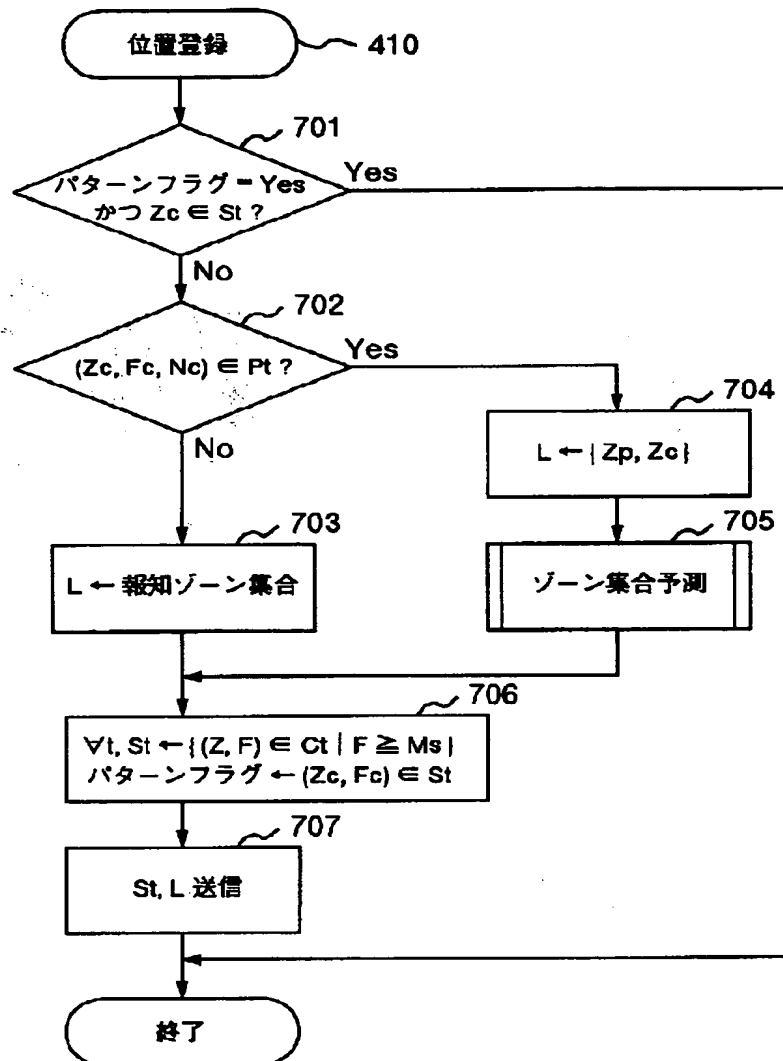 位置登録
410
701
パターンフラグ = Yes
かつ Zc ∈ St ?
Yes
No
702
(Zc, Fc, Nc) ∈ Pt ?
Yes
No
704
L ← { Zp, Zc }
705
ゾーン集合予測
703
L ← 報知ゾーン集合
706
∀t, St ← { (Z, F) ∈ Ct | F ≧ Ms }
パターンフラグ ← (Zc, Fc) ∈ St
707
St, L 送信
終了